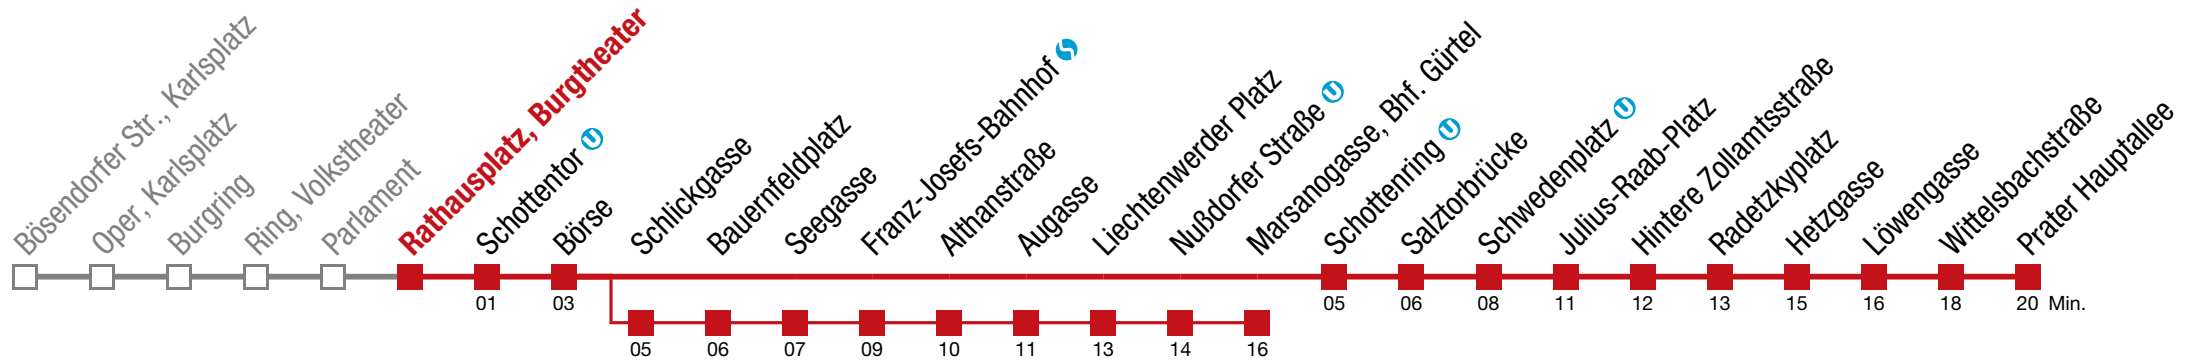 Bösendorfer Str., Karlsplatz
Oper, Karlsplatz
Burgring
Ring, Volkstheater
Parlament
Rathausplatz, Burgtheater
Schottentor U
Börse
Schlickgasse
Bauernfeldplatz
Seegasse
Franz-Josefs-Bahnhof S
Althanstraße
Augasse
Liechtenwerder Platz
Nußdorfer Straße U
Marsanogasse, Bhf. Gürtel
Schottenring U
Salztorbrücke
Schwedenplatz U
Julius-Raab-Platz
Hintere Zollamtsstraße
Radetzkyplatz
Hetzgasse
Löwengasse
Wittelsbachstraße
Prater Hauptallee
01 03 05 06 08 11 12 13 15 16 18 20 Min.
05 06 07 09 10 11 13 14 16